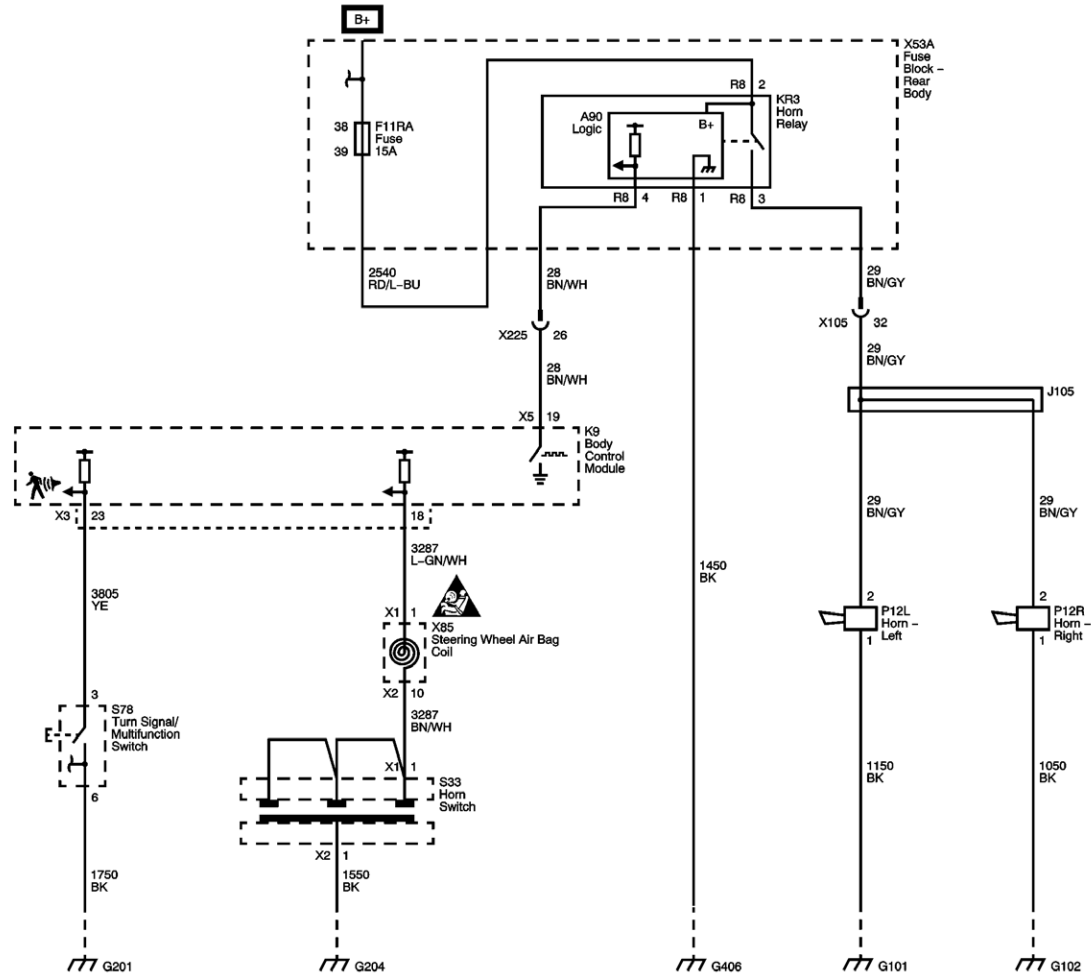 B+
X53A
Fuse
Block –
Rear
Body
R8 2
KR3
Horn
Relay
A90
Logic
B+
38
39
F11RA
Fuse
15A
R8 4
R8 1
R8 3
2540
RD/L–BU
28
BN/WH
29
BN/GY
X225 26
X105 32
28
BN/WH
29
BN/GY
J105
X5 19
K9
Body
Control
Module
X3 23
18
29
BN/GY
29
BN/GY
3287
L–GN/WH
1450
BK
3805
YE
X1 1
X85
Steering Wheel Air Bag
Coil
2
P12L
Horn –
Left
1
2
P12R
Horn –
Right
1
X2 10
3
S78
Turn Signal/
Multifunction
Switch
3287
BN/WH
X1 1
S33
Horn
Switch
1150
BK
1050
BK
6
X2 1
1750
BK
1550
BK
G201
G204
G406
G101
G102